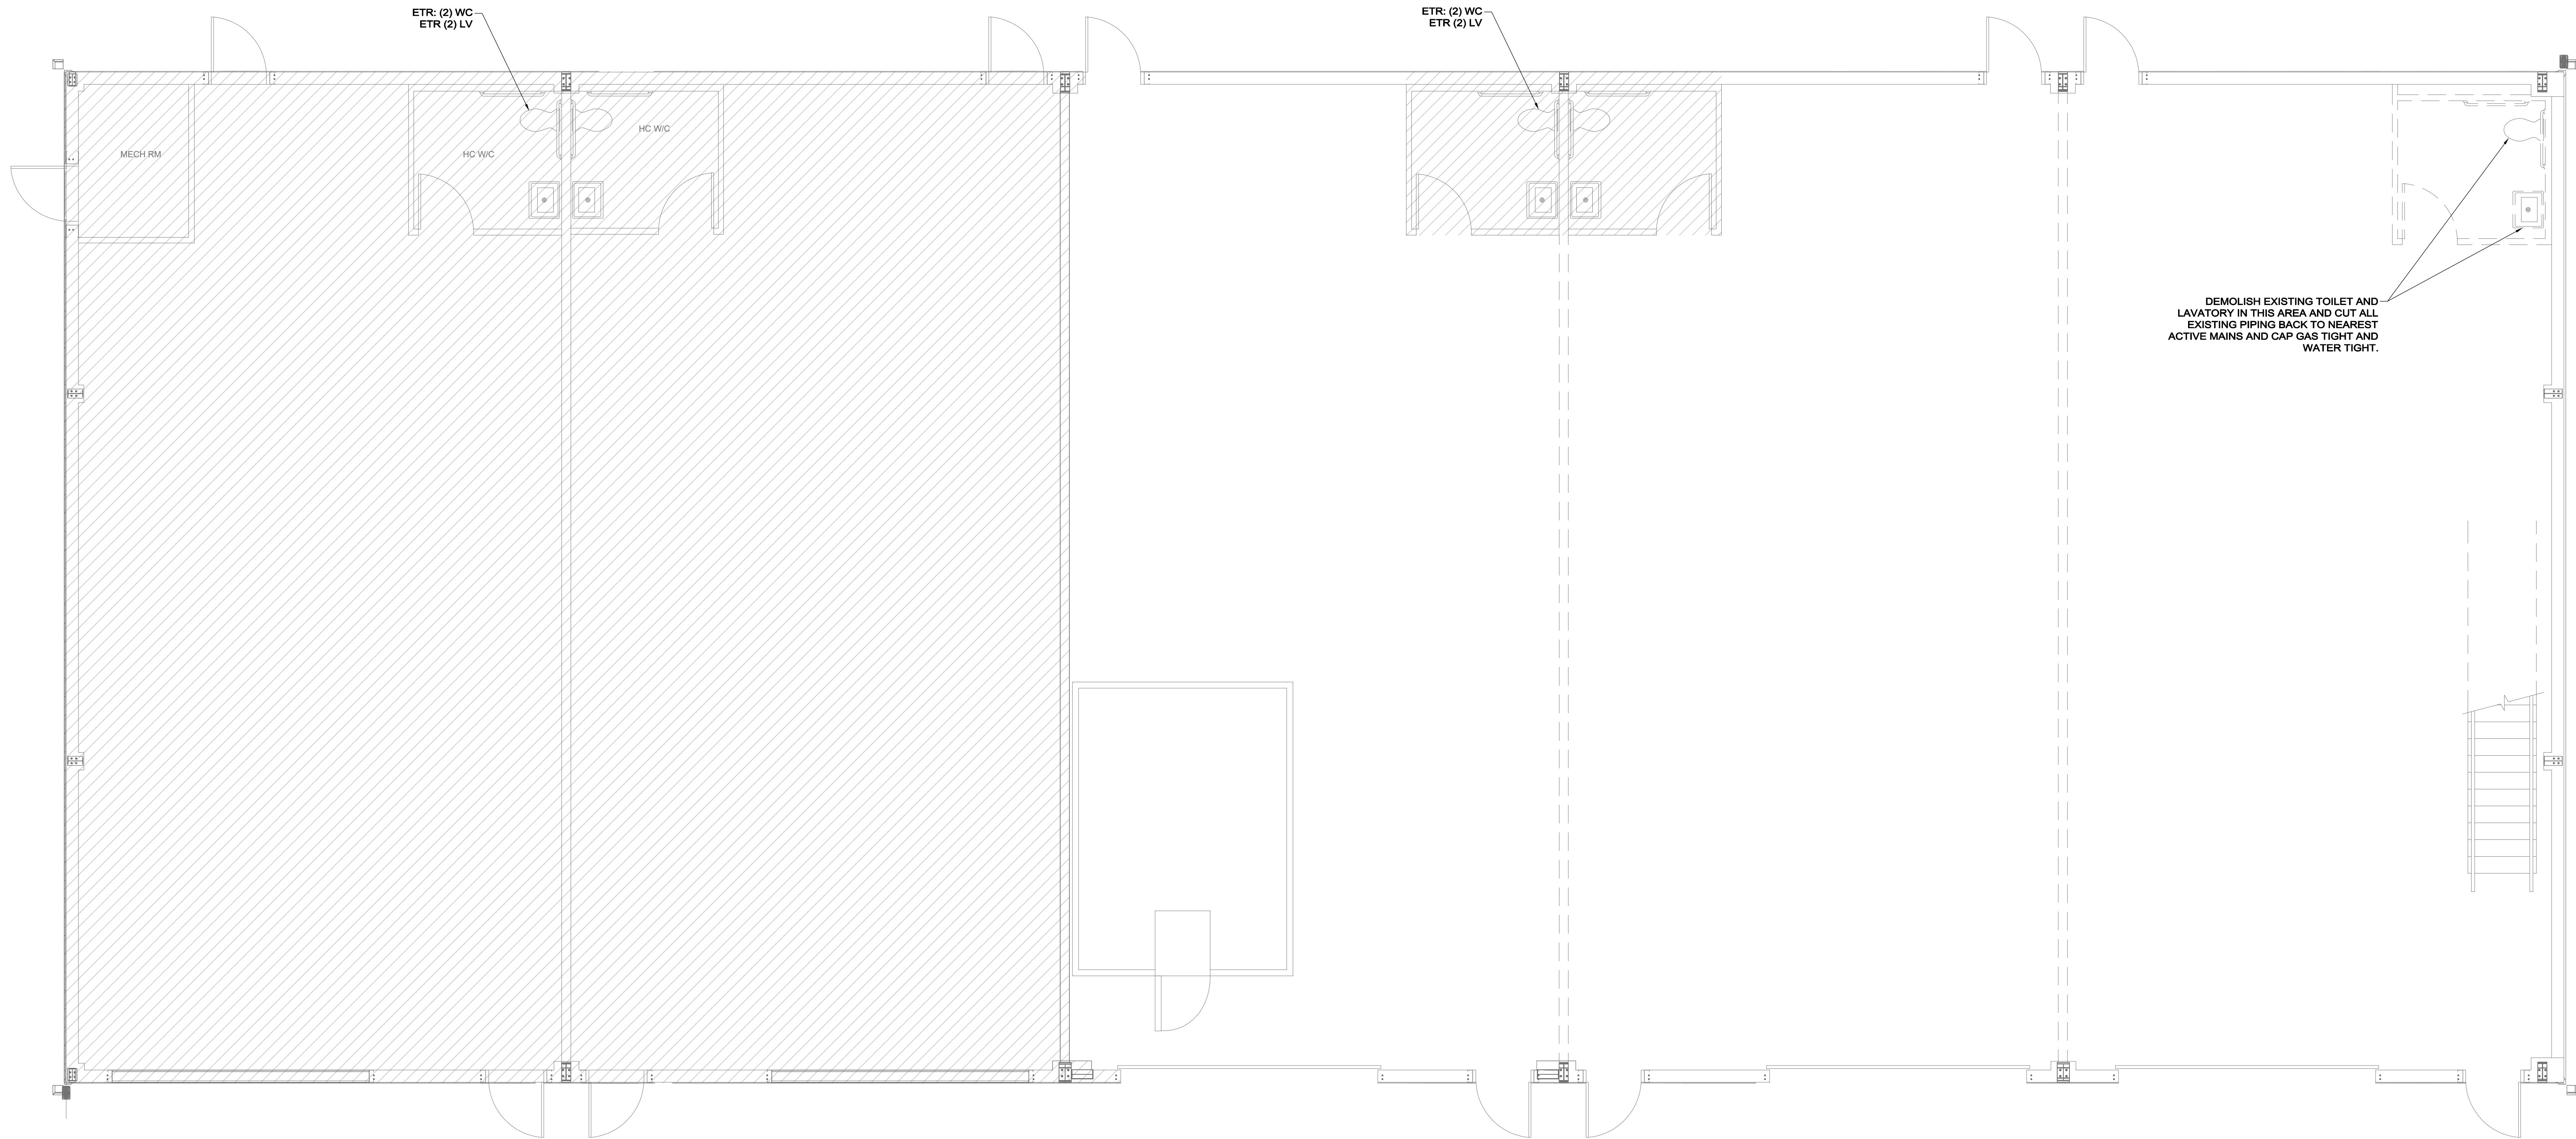 ETR: (2) WC
ETR (2) LV
ETR: (2) WC
ETR (2) LV
HC W/C
MECH RM
HC W/C
DEMOLISH EXISTING TOILET AND
LAVATORY IN THIS AREA AND CUT ALL
EXISTING PIPING BACK TO NEAREST
ACTIVE MAINS AND CAP GAS TIGHT AND
WATER TIGHT.